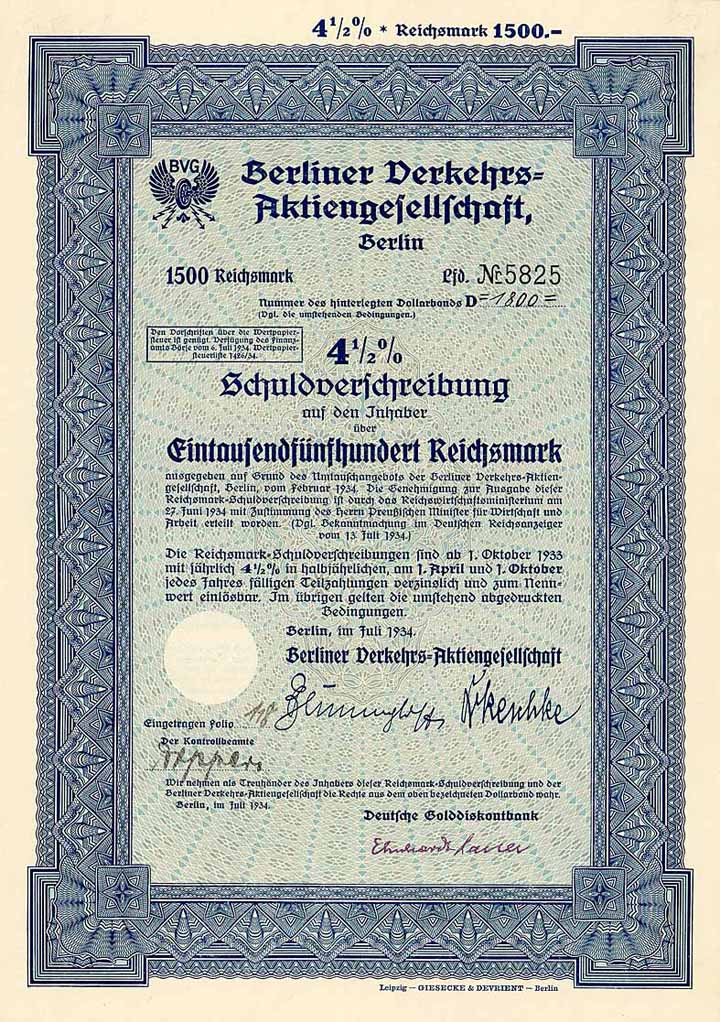 4½% * Reichsmark 1500.-
BVG
Berliner Verkehrs-
Aktiengesellschaft,
Berlin
1500 Reichsmark
Lfd. № 5825
Nummer des hinterlegten Dollarbonds D =1800=
(Vgl. die umstehenden Bedingungen.)
Den Vorschriften über die Wertpapier-
steuer ist genügt. Verfügung des Finanz-
amts Börse vom 6. Juli 1934. Wertpapier-
steuerliste 1426/34.
4½%
Schuldverschreibung
auf den Inhaber
über
Eintausendfünfhundert Reichsmark
ausgegeben auf Grund des Umtauschangebots der Berliner Verkehrs-Aktien-
gesellschaft, Berlin, vom Februar 1934. Die Genehmigung zur Ausgabe dieser
Reichsmark-Schuldverschreibung ist durch das Reichswirtschaftsministerium am
27. Juni 1934 mit Zustimmung des Herrn Preußischen Minister für Wirtschaft und
Arbeit erteilt worden. (Vgl. Bekanntmachung im Deutschen Reichsanzeiger
vom 13. Juli 1934.)
Die Reichsmark-Schuldverschreibungen sind ab 1. Oktober 1933
mit jährlich 4½% in halbjährlichen, am 1. April und 1. Oktober
jedes Jahres fälligen Teilzahlungen verzinslich und zum Nenn-
wert einlösbar. Im übrigen gelten die umstehend abgedruckten
Bedingungen.
Berlin, im Juli 1934.
Berliner Verkehrs-Aktiengesellschaft
Eingetragen Folio 118
Der Kontrollbeamte
Wir nehmen als Treuhänder des Inhabers dieser Reichsmark-Schuldverschreibung und der
Berliner Verkehrs-Aktiengesellschaft die Rechte aus dem oben bezeichneten Dollarbond wahr.
Berlin, im Juli 1934.
Deutsche Golddiskontbank
Leipzig — GIESECKE & DEVRIENT — Berlin